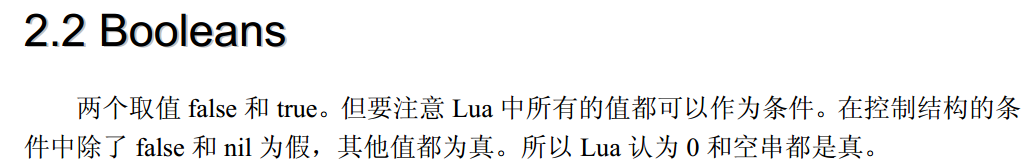 2.2 Booleans
两个取值 false 和 true。但要注意 Lua 中所有的值都可以作为条件。在控制结构的条
件中除了 false 和 nil 为假，其他值都为真。所以 Lua 认为 0 和空串都是真。